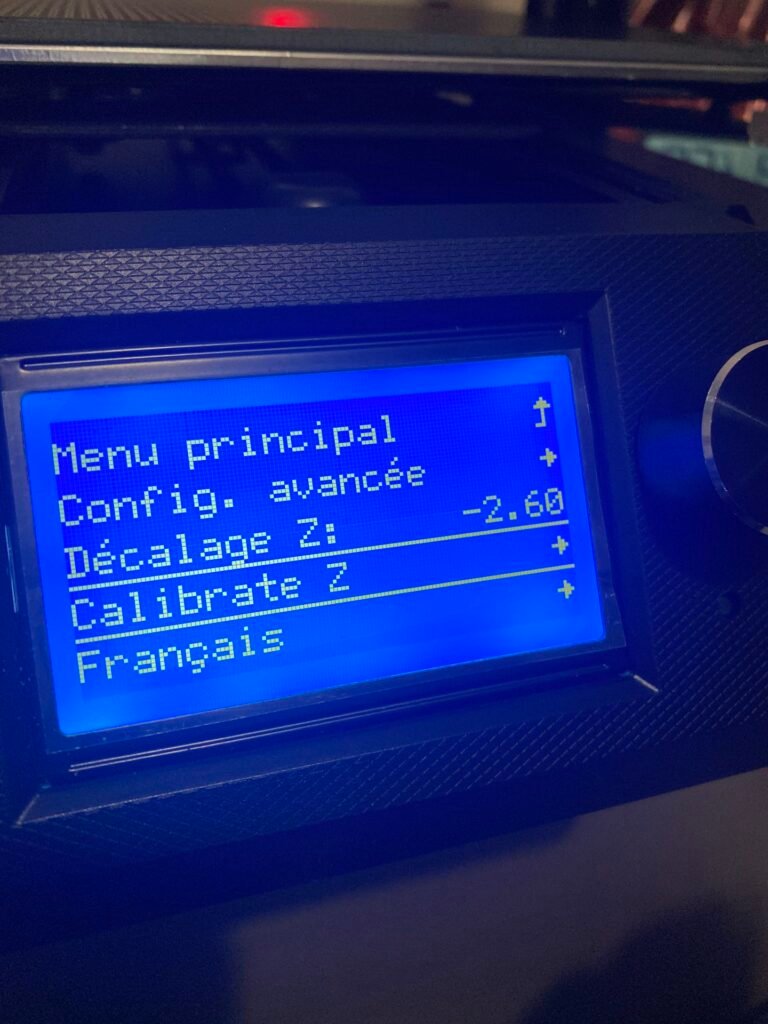 Menu principal
Config. avancée
Décalage Z: -2.60
Calibrate Z
Français